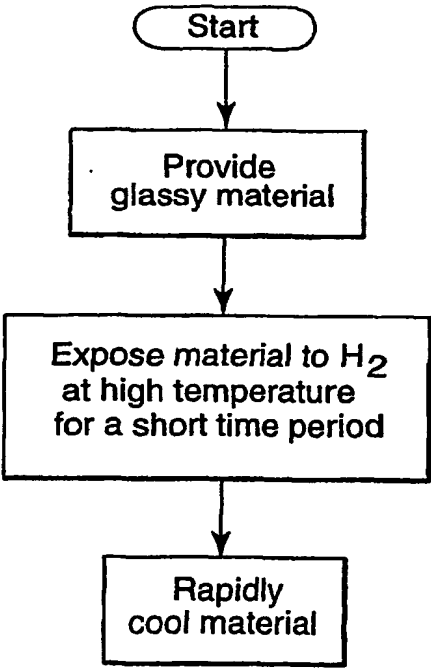 Start
Provide
glassy material
Expose material to H2
at high temperature
for a short time period
Rapidly
cool material